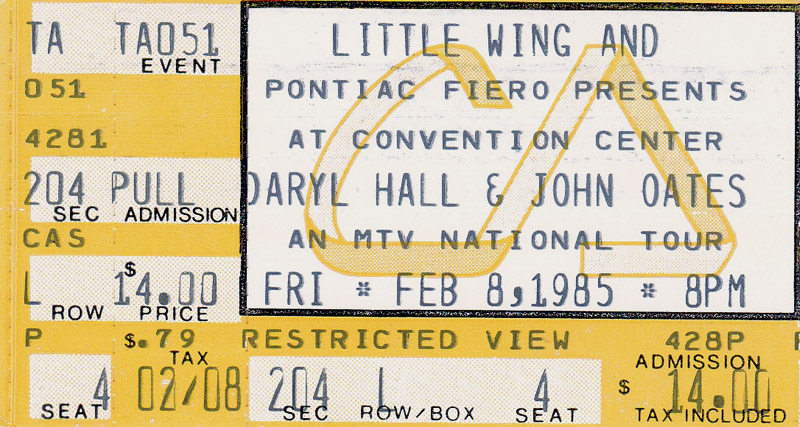 TA TA051
EVENT
051
4281
204 PULL
SEC ADMISSION
CAS
$
L 14.00
ROW PRICE
P $.79
TAX
4 02/08
SEAT
LITTLE WING AND
PONTIAC FIERO PRESENTS
AT CONVENTION CENTER
DARYL HALL & JOHN OATES
AN MTV NATIONAL TOUR
FRI * FEB 8,1985 * 8PM
RESTRICTED VIEW 428P
ADMISSION
204 L 4 $ 14.00
SEC ROW/BOX SEAT TAX INCLUDED